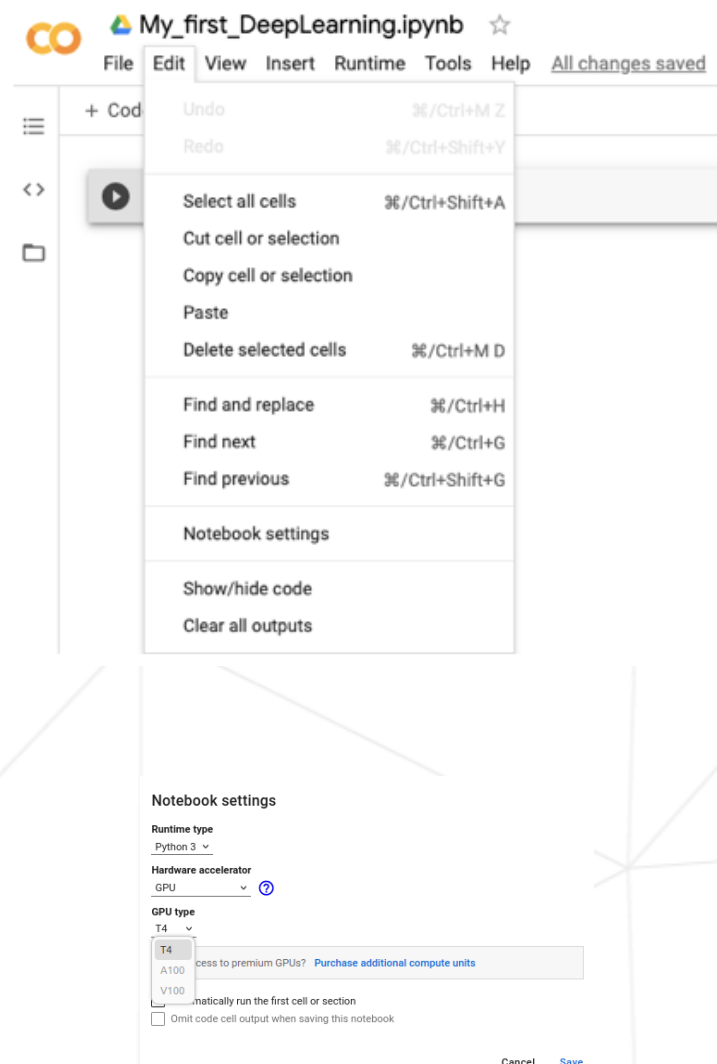 My_first_DeepLearning.ipynb
File Edit View Insert Runtime Tools Help All changes saved
+ Cod
Undo ⌘/Ctrl+M Z
Redo ⌘/Ctrl+Shift+Y
Select all cells ⌘/Ctrl+Shift+A
Cut cell or selection
Copy cell or selection
Paste
Delete selected cells ⌘/Ctrl+M D
Find and replace ⌘/Ctrl+H
Find next ⌘/Ctrl+G
Find previous ⌘/Ctrl+Shift+G
Notebook settings
Show/hide code
Clear all outputs
Notebook settings
Runtime type
Python 3
Hardware accelerator
GPU
GPU type
T4
T4
cess to premium GPUs? Purchase additional compute units
A100
V100
matically run the first cell or section
Omit code cell output when saving this notebook
Cancel Save